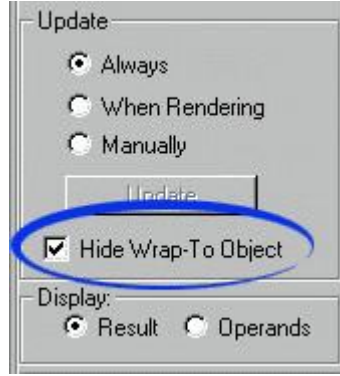 Update
Always
When Rendering
Manually
Update
Hide Wrap-To Object
Display:
Result Operands